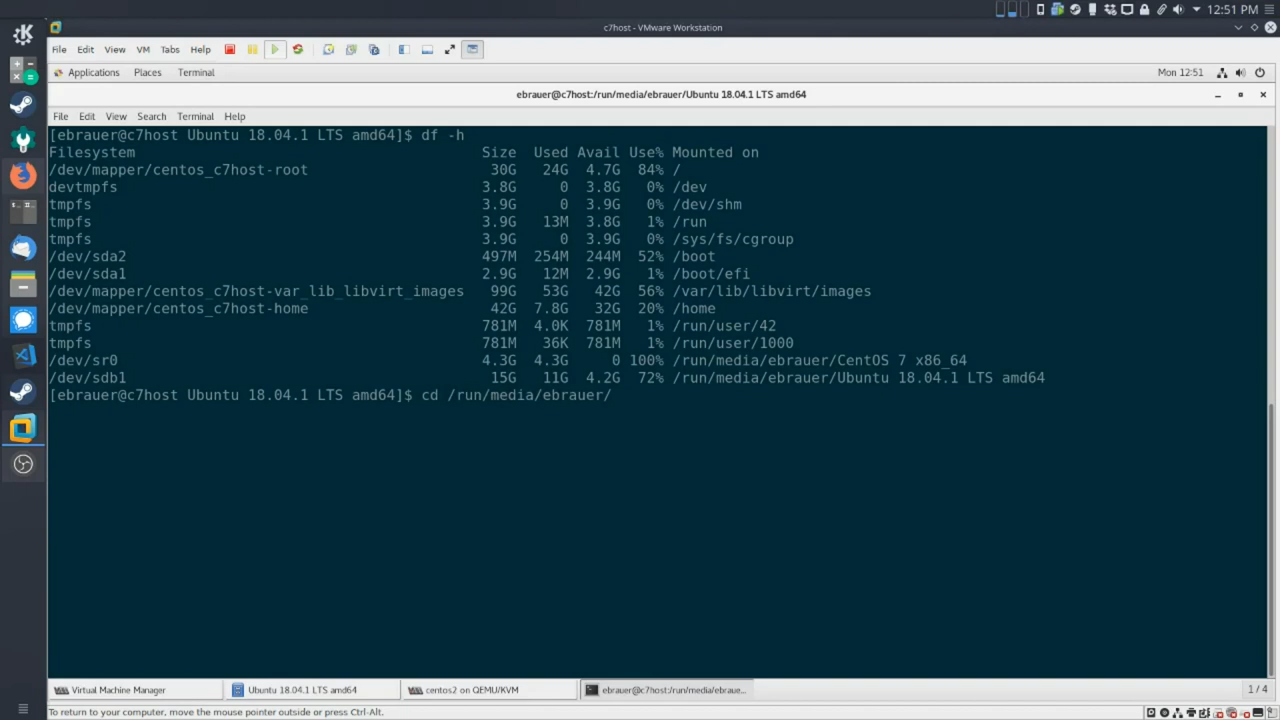 12:51 PM
c7host - VMware Workstation
File Edit View VM Tabs Help
Applications Places Terminal Mon 12:51
ebrauer@c7host:/run/media/ebrauer/Ubuntu 18.04.1 LTS amd64
File Edit View Search Terminal Help
[ebrauer@c7host Ubuntu 18.04.1 LTS amd64]$ df -h
Filesystem Size Used Avail Use% Mounted on
/dev/mapper/centos_c7host-root 30G 24G 4.7G 84% /
devtmpfs 3.8G 0 3.8G 0% /dev
tmpfs 3.9G 0 3.9G 0% /dev/shm
tmpfs 3.9G 13M 3.8G 1% /run
tmpfs 3.9G 0 3.9G 0% /sys/fs/cgroup
/dev/sda2 497M 254M 244M 52% /boot
/dev/sda1 2.9G 12M 2.9G 1% /boot/efi
/dev/mapper/centos_c7host-var_lib_libvirt_images 99G 53G 42G 56% /var/lib/libvirt/images
/dev/mapper/centos_c7host-home 42G 7.8G 32G 20% /home
tmpfs 781M 4.0K 781M 1% /run/user/42
tmpfs 781M 36K 781M 1% /run/user/1000
/dev/sr0 4.3G 4.3G 0 100% /run/media/ebrauer/CentOS 7 x86_64
/dev/sdb1 15G 11G 4.2G 72% /run/media/ebrauer/Ubuntu 18.04.1 LTS amd64
[ebrauer@c7host Ubuntu 18.04.1 LTS amd64]$ cd /run/media/ebrauer/
Virtual Machine Manager Ubuntu 18.04.1 LTS amd64 centos2 on QEMU/KVM ebrauer@c7host:/run/media/ebraue... 1 / 4
To return to your computer, move the mouse pointer outside or press Ctrl-Alt.